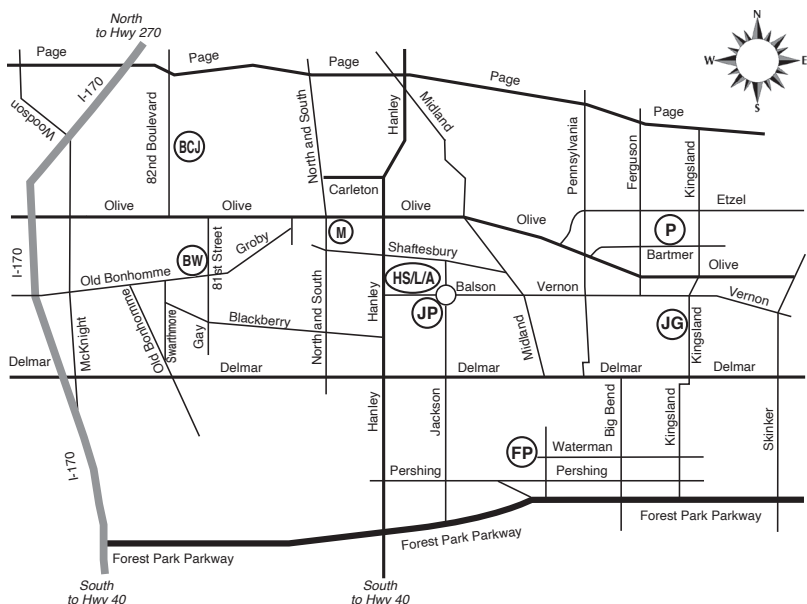 North
to Hwy 270
N
W
E
S
Page
Page
Page
Page
Page
I-170
Woodson
82nd Boulevard
BCJ
North and South
Hanley
Midland
Pennsylvania
Ferguson
Kingsland
Carleton
Olive
Olive
Olive
Olive
Etzel
P
Bartmer
Olive
M
Shaftesbury
BW
81st Street
Groby
I-170
Old Bonhomme
HS/L/A
Hanley
Balson
Vernon
Vernon
JP
JG
McKnight
Old Bonhomme
Swarthmore
Gay
Blackberry
North and South
Midland
Kingsland
Delmar
Delmar
Delmar
Delmar
Delmar
Hanley
Jackson
Big Bend
Kingsland
Skinker
FP
Waterman
Pershing
Pershing
I-170
Forest Park Parkway
Forest Park Parkway
Forest Park Parkway
South
to Hwy 40
South
to Hwy 40